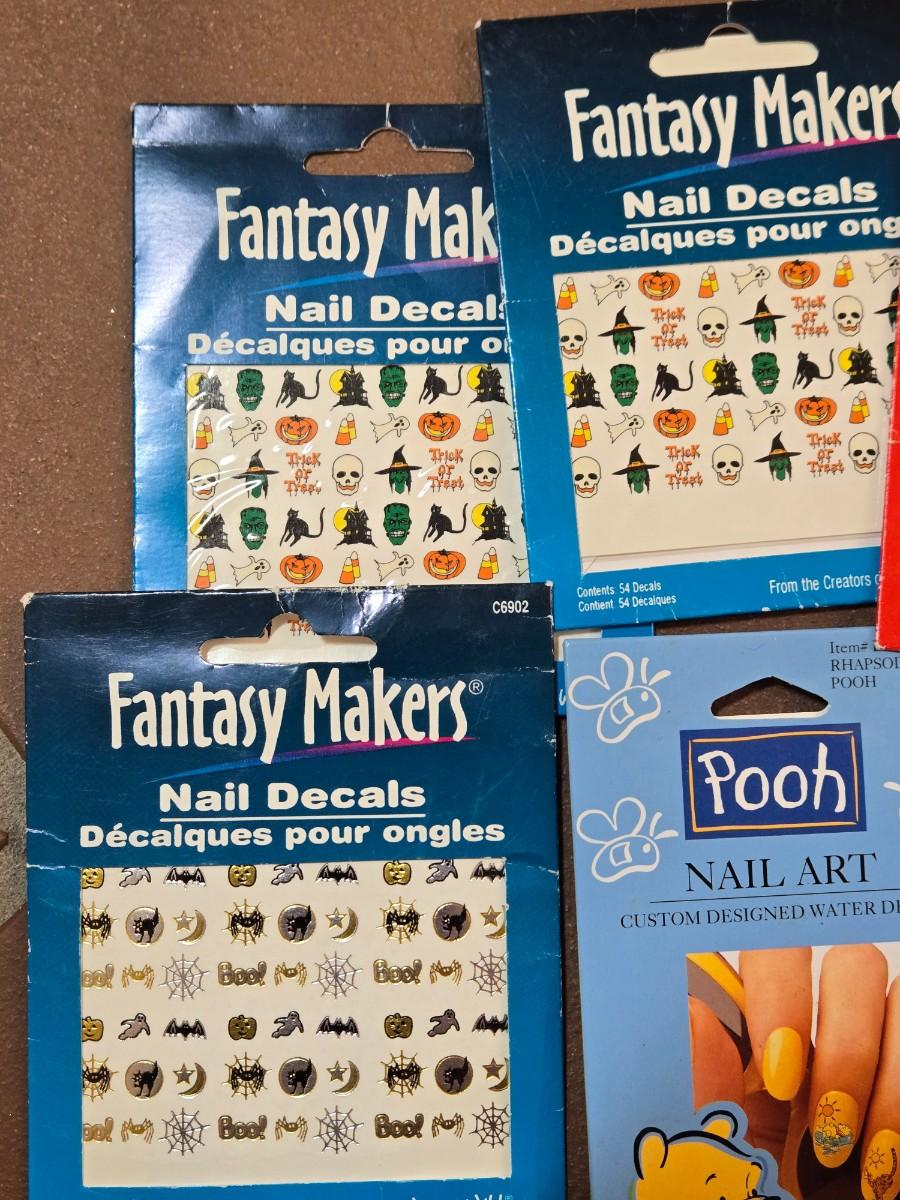 Fantasy Makers
Nail Decals
Décalques pour ong
Trick or Treat
Trick or Treat
Trick or Treat
Trick or Treat
Contents 54 Decals
Contient 54 Decalques
From the Creators
Fantasy Mak
Nail Decals
Décalques pour
Trick or Treat
Trick or Treat
C6902
Fantasy Makers®
Nail Decals
Décalques pour ongles
Boo!
Boo!
Boo!
Boo!
Boo!
Boo!
Item#
RHAPSOD
POOH
Pooh
NAIL ART
CUSTOM DESIGNED WATER DE